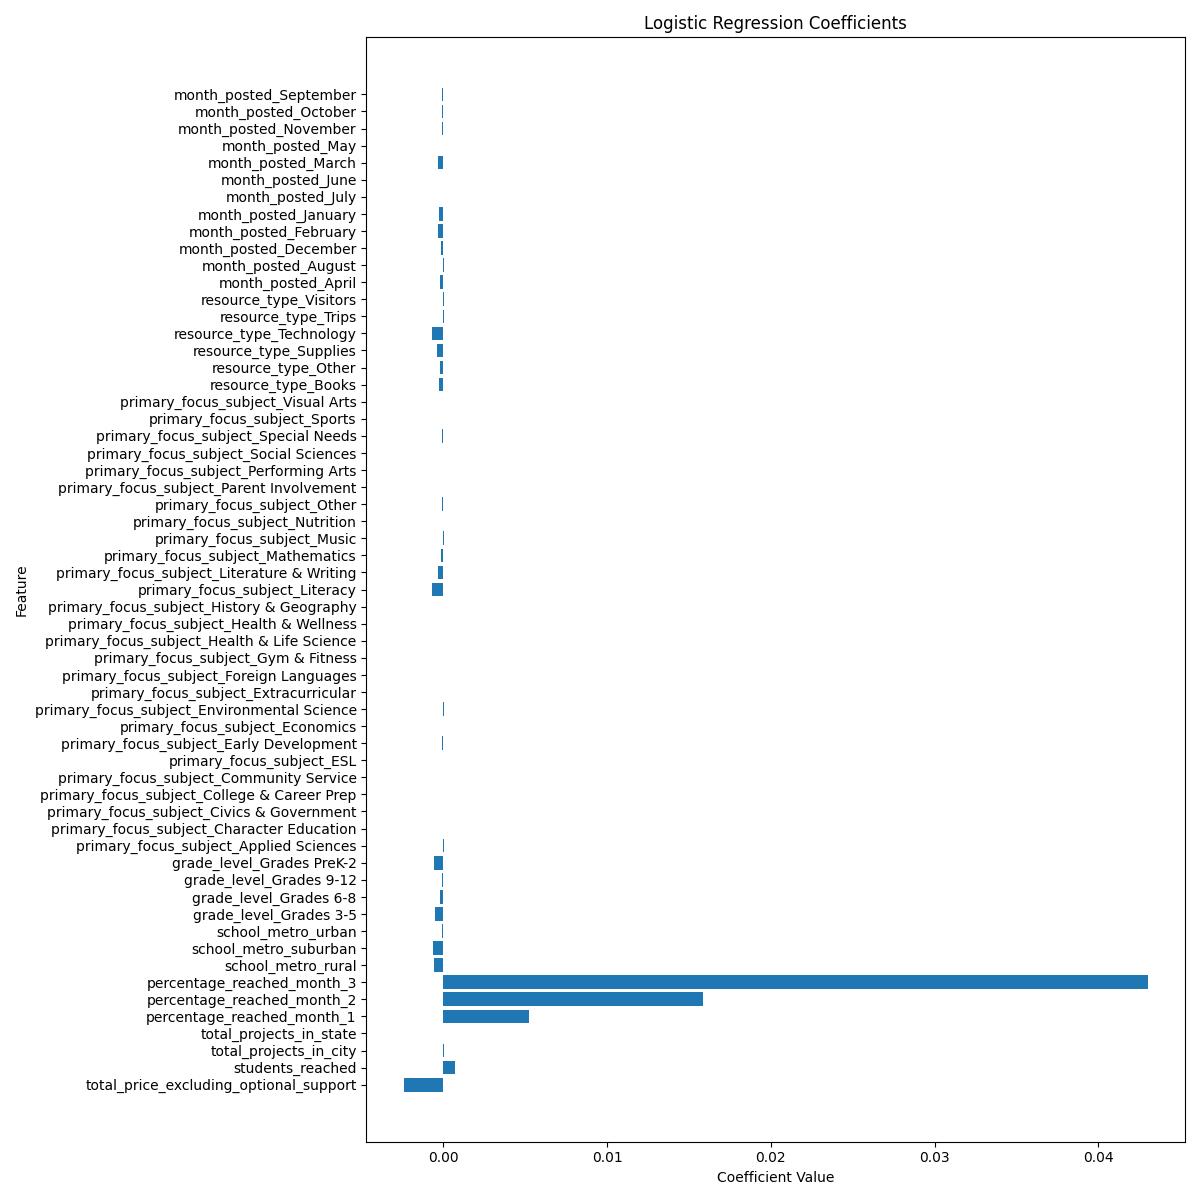 Logistic Regression Coefficients
month_posted_September
month_posted_October
month_posted_November
month_posted_May
month_posted_March
month_posted_June
month_posted_July
month_posted_January
month_posted_February
month_posted_December
month_posted_August
month_posted_April
resource_type_Visitors
resource_type_Trips
resource_type_Technology
resource_type_Supplies
resource_type_Other
resource_type_Books
primary_focus_subject_Visual Arts
primary_focus_subject_Sports
primary_focus_subject_Special Needs
primary_focus_subject_Social Sciences
primary_focus_subject_Performing Arts
primary_focus_subject_Parent Involvement
primary_focus_subject_Other
primary_focus_subject_Nutrition
primary_focus_subject_Music
primary_focus_subject_Mathematics
primary_focus_subject_Literature & Writing
primary_focus_subject_Literacy
primary_focus_subject_History & Geography
primary_focus_subject_Health & Wellness
primary_focus_subject_Health & Life Science
primary_focus_subject_Gym & Fitness
primary_focus_subject_Foreign Languages
primary_focus_subject_Extracurricular
primary_focus_subject_Environmental Science
primary_focus_subject_Economics
primary_focus_subject_Early Development
primary_focus_subject_ESL
primary_focus_subject_Community Service
primary_focus_subject_College & Career Prep
primary_focus_subject_Civics & Government
primary_focus_subject_Character Education
primary_focus_subject_Applied Sciences
grade_level_Grades PreK-2
grade_level_Grades 9-12
grade_level_Grades 6-8
grade_level_Grades 3-5
school_metro_urban
school_metro_suburban
school_metro_rural
percentage_reached_month_3
percentage_reached_month_2
percentage_reached_month_1
total_projects_in_state
total_projects_in_city
students_reached
total_price_excluding_optional_support
Feature
0.00 0.01 0.02 0.03 0.04
Coefficient Value